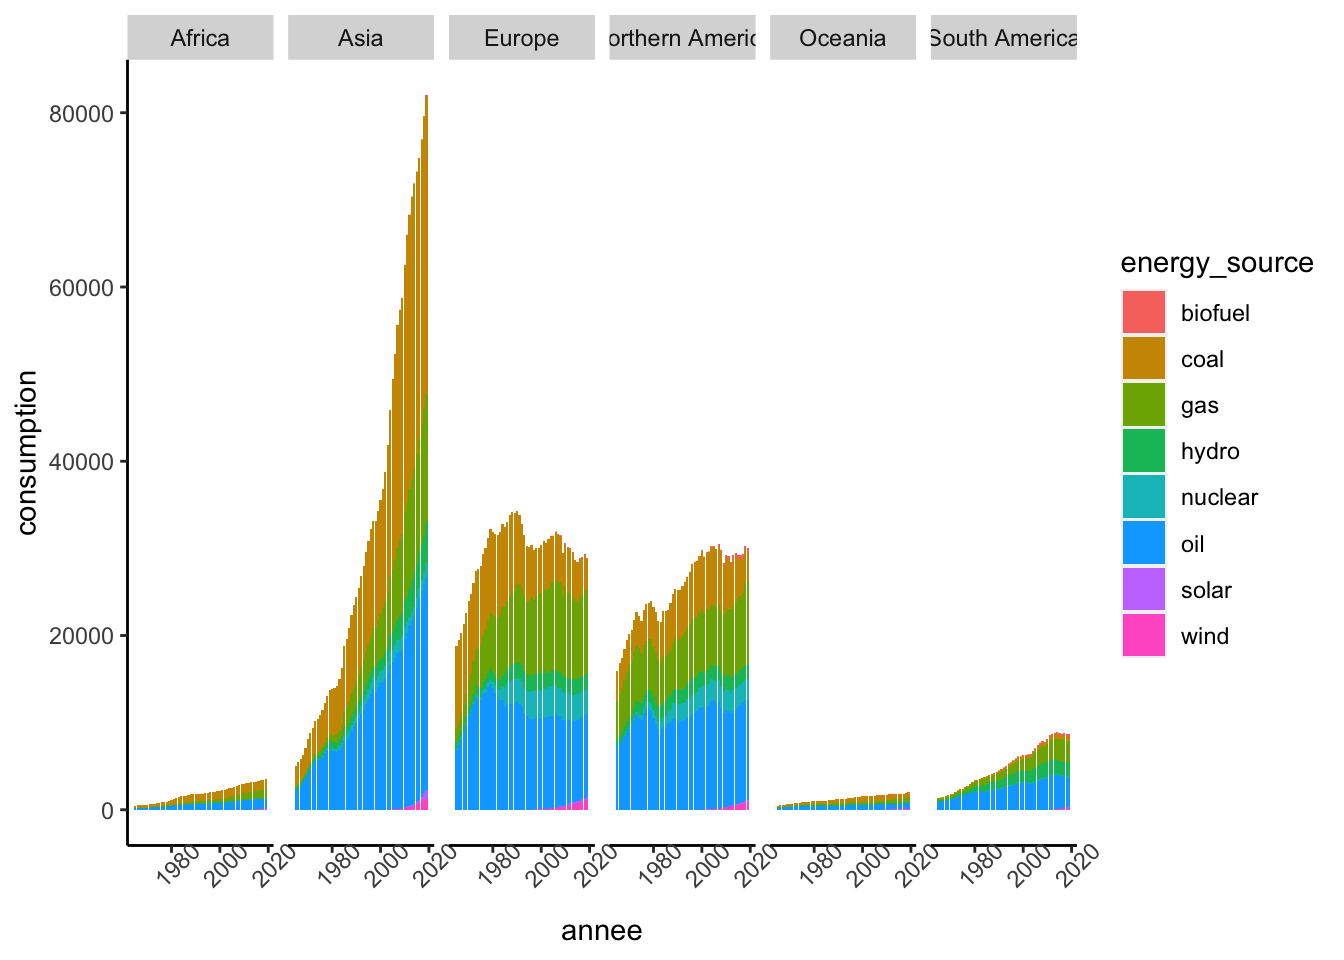 Africa Asia Europe orthern Americ Oceania South America
80000
60000
40000
20000
0
consumption
1980 2000 2020 1980 2000 2020 1980 2000 2020 1980 2000 2020 1980 2000 2020 1980 2000 2020
annee
energy_source
biofuel
coal
gas
hydro
nuclear
oil
solar
wind